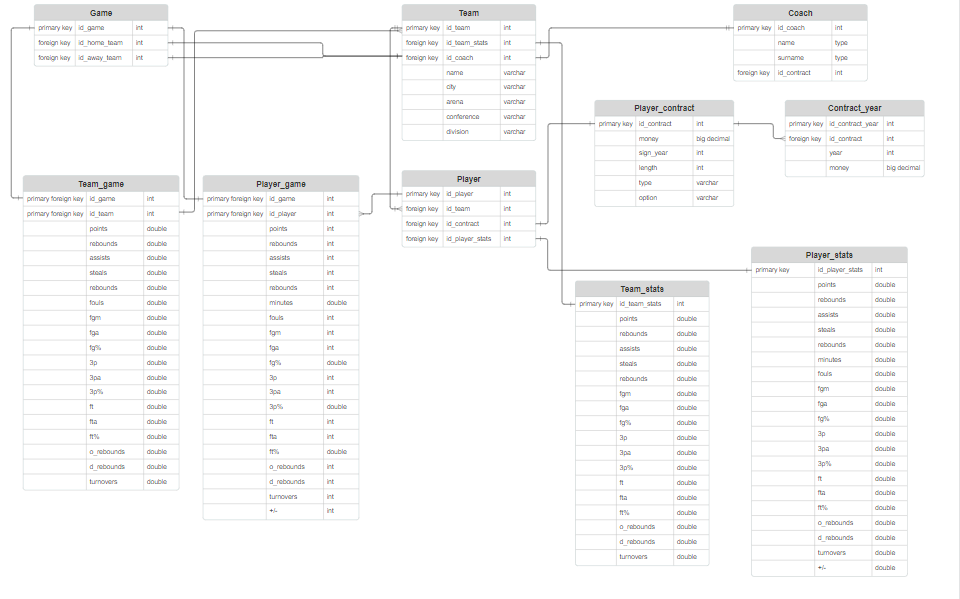 Game
primary key id_game int
foreign key id_home_team int
foreign key id_away_team int
Team
primary key id_team int
foreign key id_team_stats int
foreign key id_coach int
name varchar
city varchar
arena varchar
conference varchar
division varchar
Coach
primary key id_coach int
name type
surname type
foreign key id_contract int
Player_contract
primary key id_contract int
money big decimal
sign_year int
length int
type varchar
option varchar
Contract_year
primary key id_contract_year int
foreign key id_contract int
year int
money big decimal
Team_game
primary foreign key id_game int
primary foreign key id_team int
points double
rebounds double
assists double
steals double
rebounds double
fouls double
fgm double
fga double
fg% double
3p double
3pa double
3p% double
ft double
fta double
ft% double
o_rebounds double
d_rebounds double
turnovers double
Player_game
primary foreign key id_game int
primary foreign key id_player int
points int
rebounds int
assists int
steals int
rebounds int
minutes double
fouls int
fgm int
fga int
fg% double
3p int
3pa int
3p% double
ft int
fta int
ft% double
o_rebounds int
d_rebounds int
turnovers int
+/- int
Player
primary key id_player int
foreign key id_team int
foreign key id_contract int
foreign key id_player_stats int
Team_stats
primary key id_team_stats int
points double
rebounds double
assists double
steals double
rebounds double
fgm double
fga double
fg% double
3p double
3pa double
3p% double
ft double
fta double
ft% double
o_rebounds double
d_rebounds double
turnovers double
Player_stats
primary key id_player_stats int
points double
rebounds double
assists double
steals double
rebounds double
minutes double
fouls double
fgm double
fga double
fg% double
3p double
3pa double
3p% double
ft double
fta double
ft% double
o_rebounds double
d_rebounds double
turnovers double
+/- double